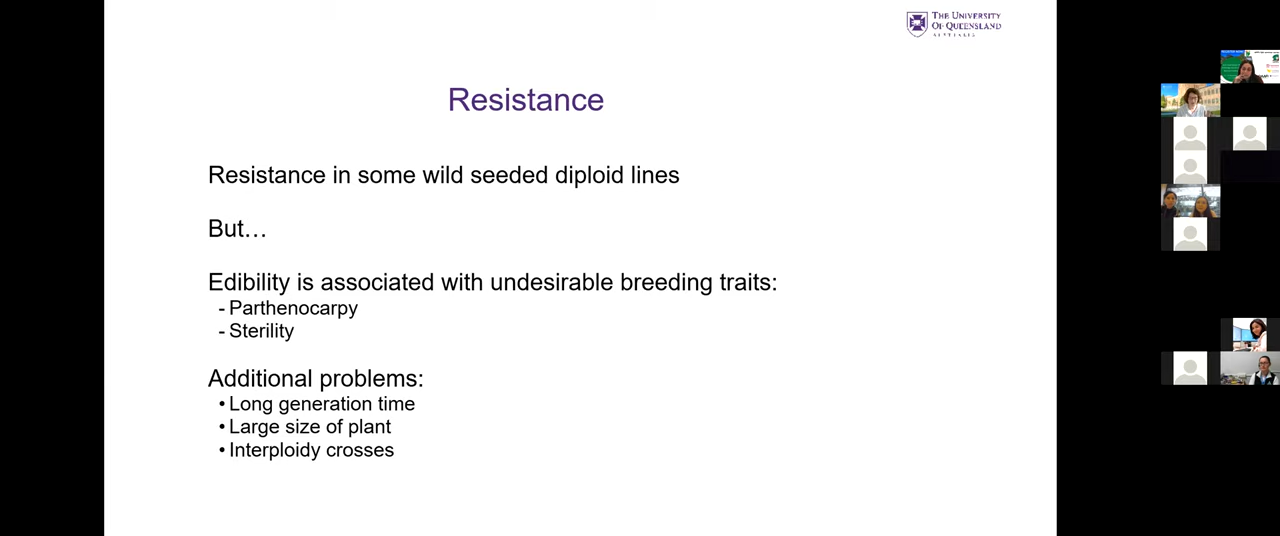 THE UNIVERSITY
OF QUEENSLAND
AUSTRALIA
Resistance
Resistance in some wild seeded diploid lines
But…
Edibility is associated with undesirable breeding traits:
- Parthenocarpy
- Sterility
Additional problems:
• Long generation time
• Large size of plant
• Interploidy crosses